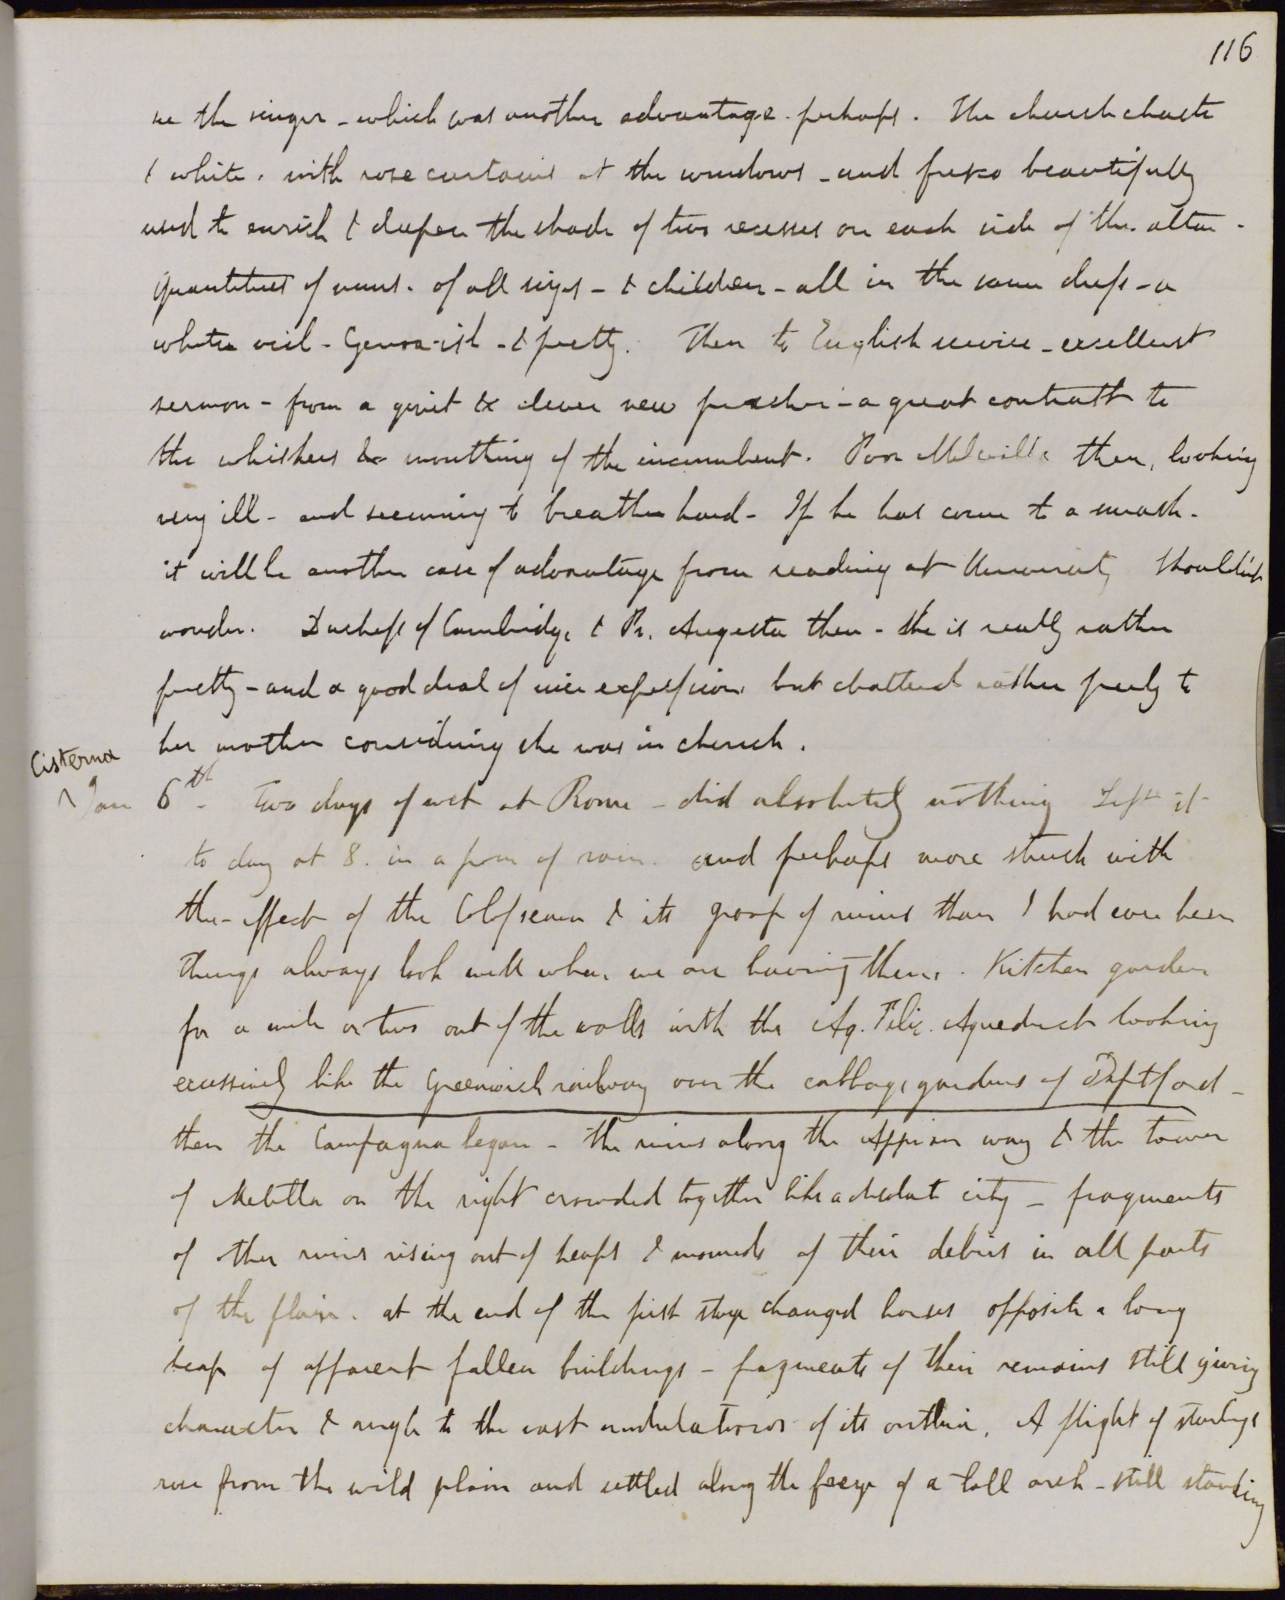 116
see the singer - which was another advantage - perhaps. The church chaste
& white. with rose curtains at the windows - and fresco beautifully
used to enrich & deepen the shade of two recesses on each side of the altar -
Quantities of nuns - of all sizes - & children - all in the same dress - a
white veil - Genoa-ish - & pretty. Then to English service - excellent
sermon - from a quiet & clever new preacher - a great contrast to
the whiskers & mouthing of the incumbent. Poor Melville there, looking
very ill - and seeming to breathe hard - If he has come to a smash -
it will be another case of advantage from reading at University Shouldn't
wonder. Duchess of Cambridge & Pr. Augusta there - She is really rather
pretty - and a good deal of nice expression but chattered rather freely to
her mother considering she was in church.
Cisterna
^ Jan 6th - Two days of rest at Rome - did absolutely nothing Left it
to day at 8. in a of rain. and perhaps more struck with
the effect of the Colosseum & its group of ruins than I had ever been
Things always look well when we are leaving them. Kitchen garden
for a mile or two out of the walls with the Aq. Felic. Aqueduct looking
excessively like the Greenwich railway over the cabbage gardens of Deptford -
then the Campagna began - the ruins along the Appian way & the tower
of Metella on the right crowded together like a desolate city - fragments
of other ruins rising out of heaps & mounds of their debris in all parts
of the plain. at the end of the first stage changed horses opposite a long
heap of apparent fallen buildings - fragments of their remains still giving
character & angle to the vast undulations of its outline. A flight of starlings
rose from the wild plain and settled along the frieze of a tall arch - still standing